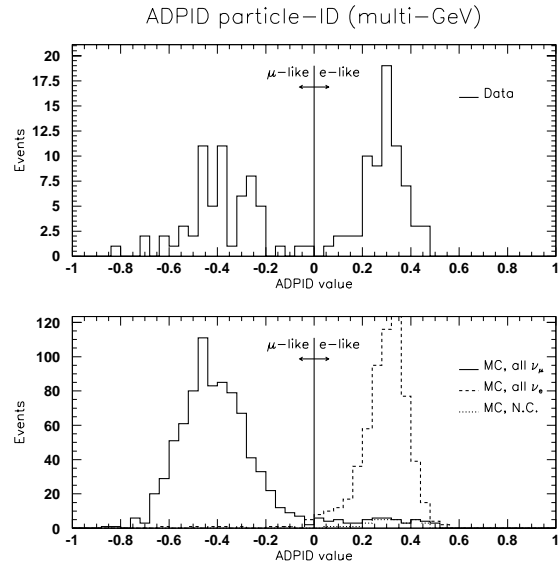 ADPID particle-ID (multi-GeV)
20
17.5
15
12.5
10
7.5
5
2.5
0
Events
μ-like e-like
Data
-1 -0.8 -0.6 -0.4 -0.2 0 0.2 0.4 0.6 0.8 1
ADPID value
120
100
80
60
40
20
0
Events
μ-like e-like
MC, all νμ
MC, all νe
MC, N.C.
-1 -0.8 -0.6 -0.4 -0.2 0 0.2 0.4 0.6 0.8 1
ADPID value